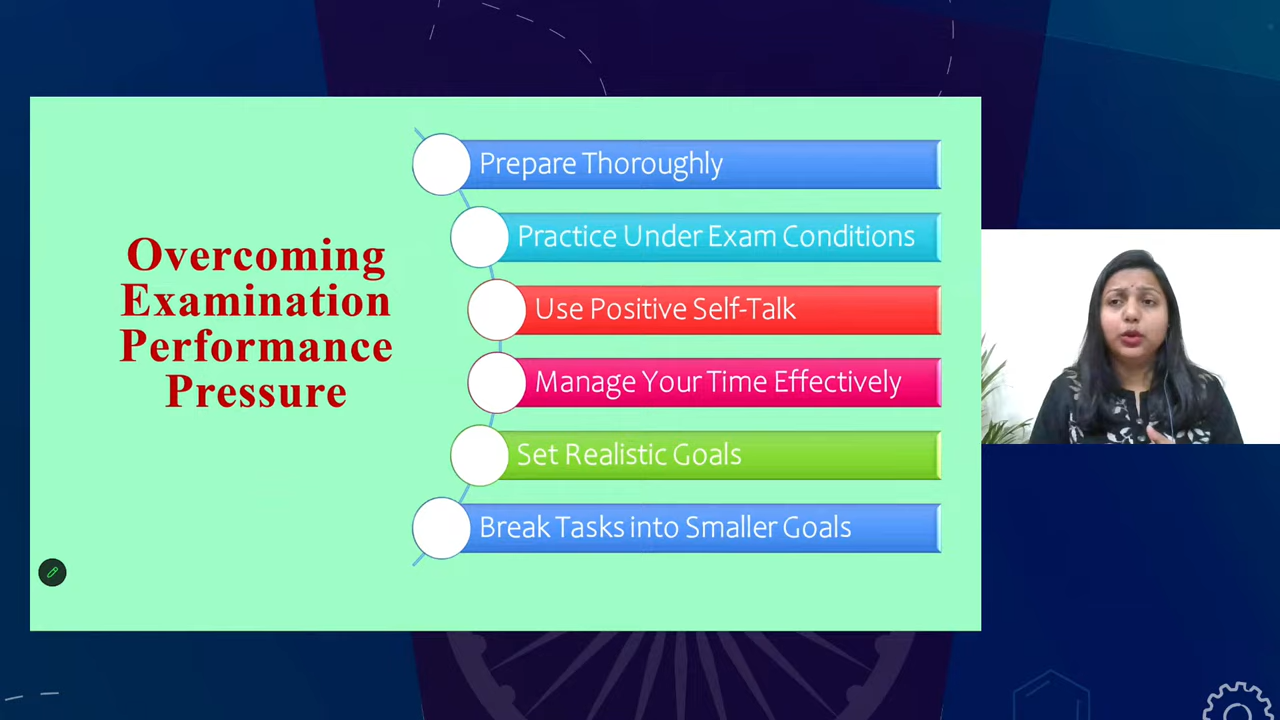 Overcoming
Examination
Performance
Pressure
Prepare Thoroughly
Practice Under Exam Conditions
Use Positive Self-Talk
Manage Your Time Effectively
Set Realistic Goals
Break Tasks into Smaller Goals